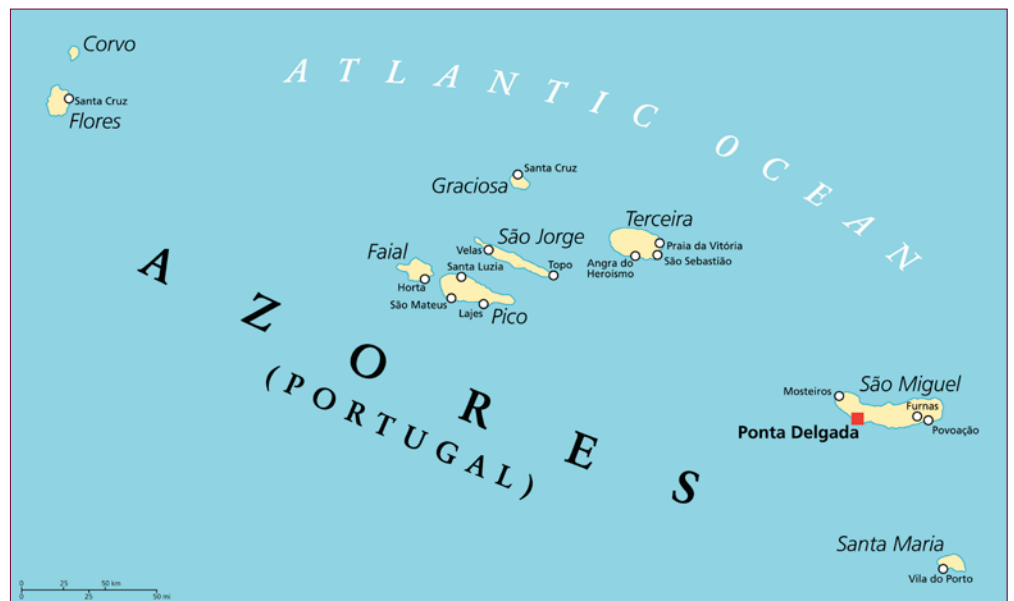 Corvo
ATLANTIC OCEAN
Santa Cruz
Flores
Santa Cruz
Graciosa
Terceira
São Jorge
Faial
Velas
Praia da Vitória
São Sebastião
Angra do
Heroismo
Santa Luzia
Topo
Horta
São Mateus
Lajes
Pico
AZORES
(PORTUGAL)
São Miguel
Mosteiros
Furnas
Ponta Delgada
Povoação
Santa Maria
Vila do Porto
0 25 50 km
0 25 50 mi